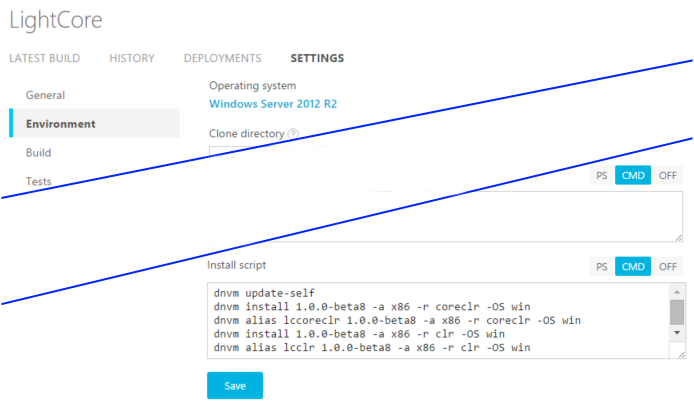 LightCore
LATEST BUILD HISTORY DEPLOYMENTS SETTINGS
General
Environment
Build
Tests
Operating system
Windows Server 2012 R2
Clone directory ?
PS CMD OFF
Install script
PS CMD OFF
dnvm update-self
dnvm install 1.0.0-beta8 -a x86 -r coreclr -OS win
dnvm alias lccoreclr 1.0.0-beta8 -a x86 -r coreclr -OS win
dnvm install 1.0.0-beta8 -a x86 -r clr -OS win
dnvm alias lcclr 1.0.0-beta8 -a x86 -r clr -OS win
Save